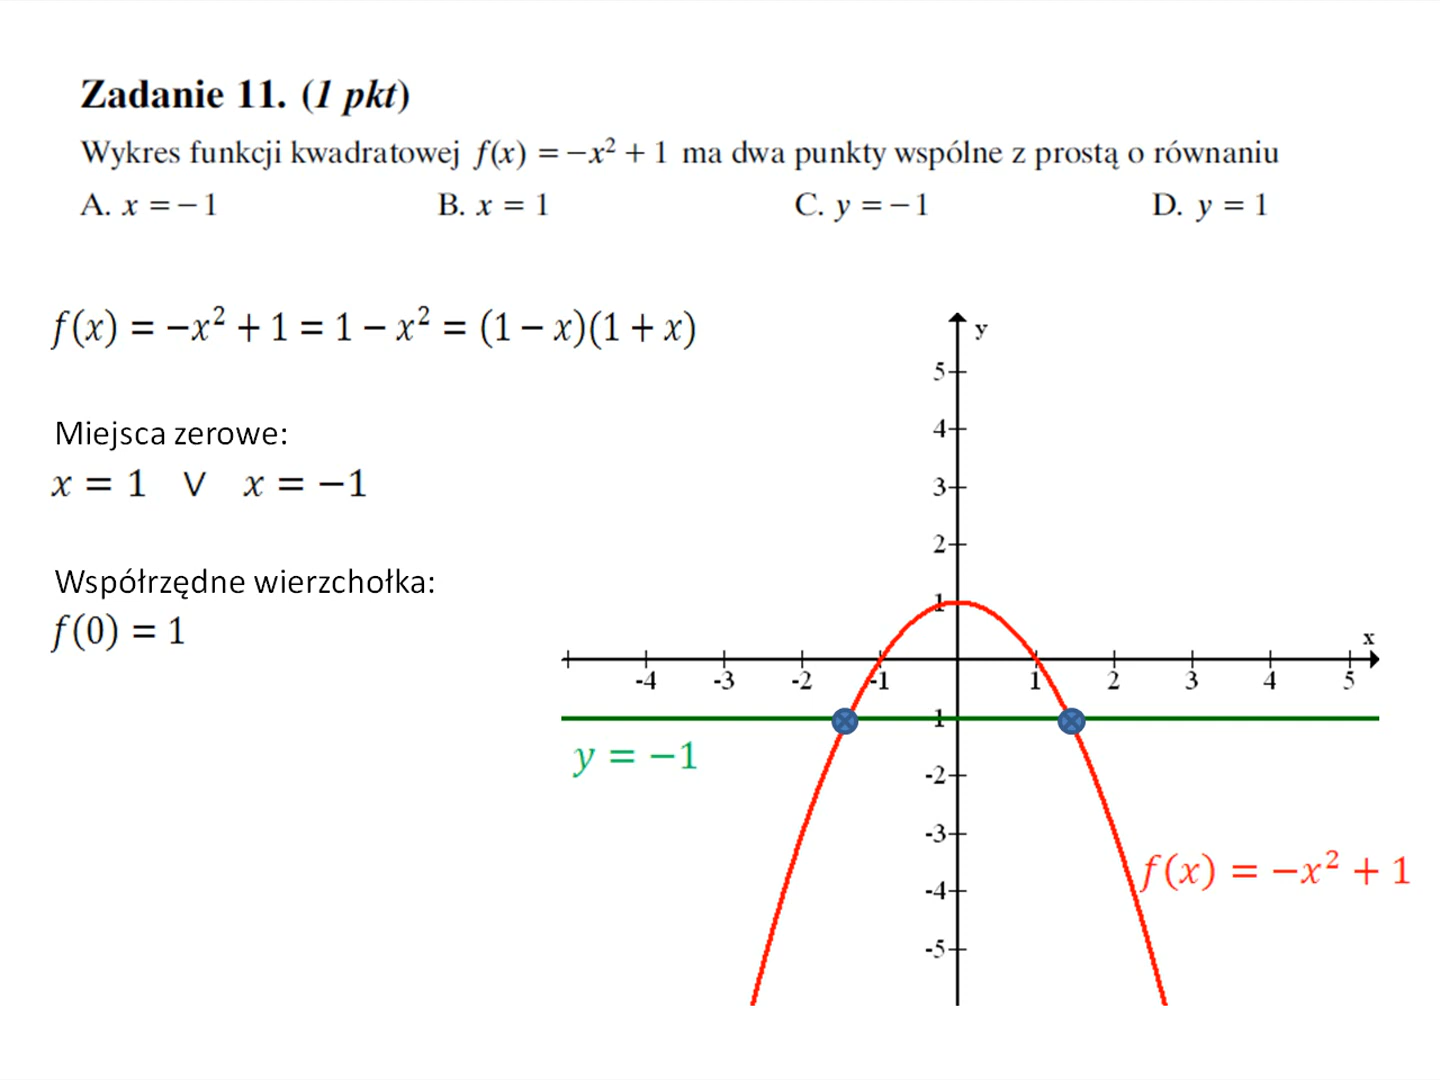 Zadanie 11. (1 pkt)
Wykres funkcji kwadratowej f(x) = −x² + 1 ma dwa punkty wspólne z prostą o równaniu
A. x = −1 B. x = 1 C. y = −1 D. y = 1
f(x) = −x² + 1 = 1 − x² = (1 − x)(1 + x)
Miejsca zerowe:
x = 1 ∨ x = −1
Współrzędne wierzchołka:
f(0) = 1
y
5
4
3
2
1
x
-4 -3 -2 -1 1 2 3 4 5
-1
y = −1
-2
-3
f(x) = −x² + 1
-4
-5